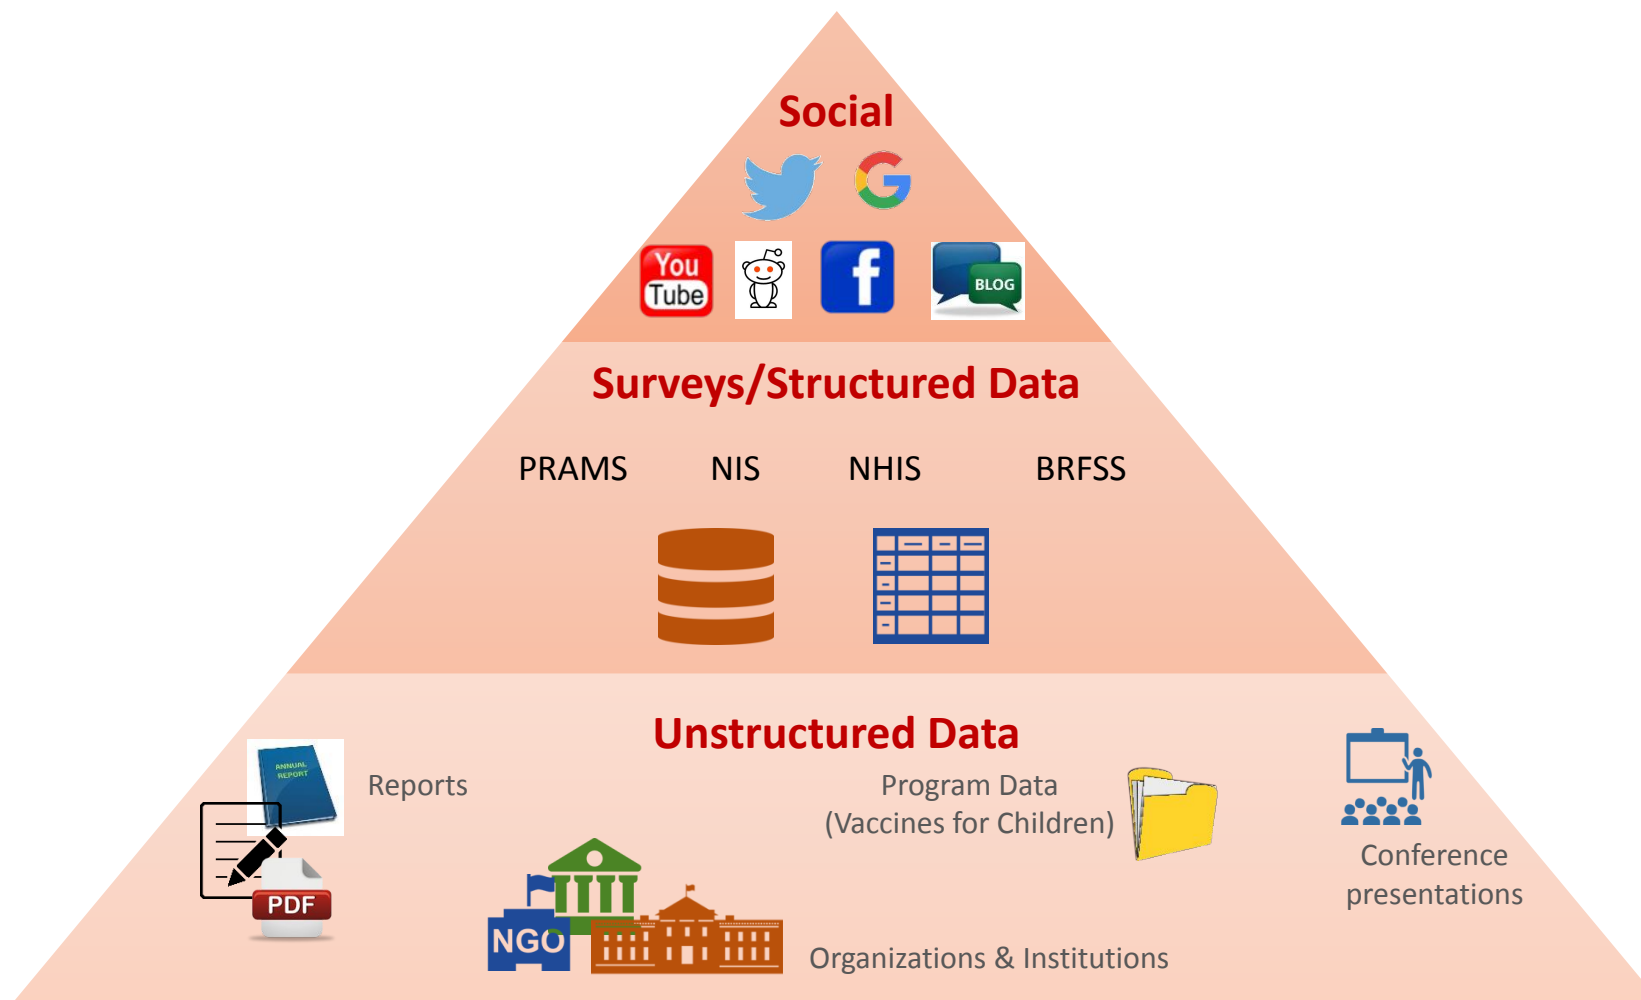 Social
You
Tube
BLOG
Surveys/Structured Data
PRAMS NIS NHIS BRFSS
Unstructured Data
ANNUAL
REPORT
Reports
Program Data
(Vaccines for Children)
PDF
Conference
presentations
NGO
Organizations & Institutions